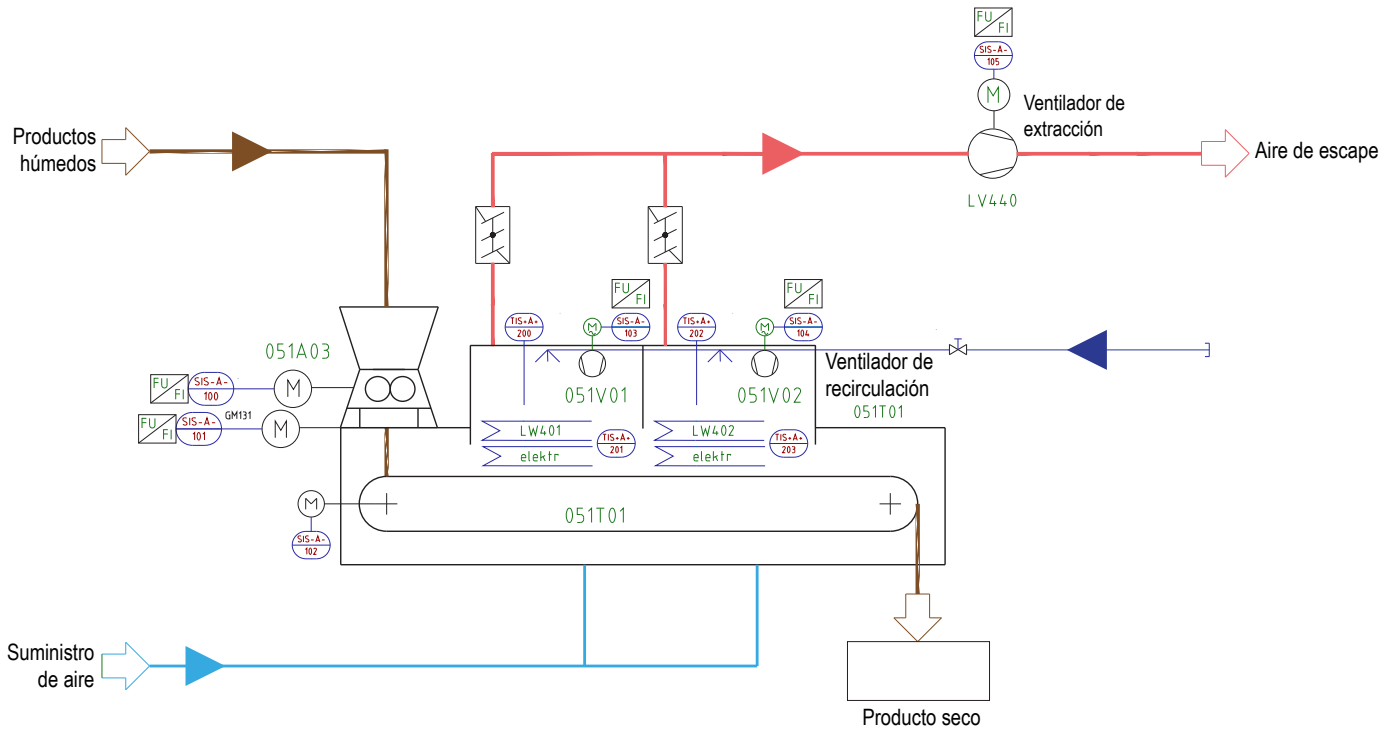 FU
FI
SIS-A-
105
M
Ventilador de
extracción
Productos
húmedos
Aire de escape
LV440
FU
FI
FU
FI
TIS+A+
200
M
SIS-A-
103
TIS+A+
202
M
SIS-A-
104
051A03
Ventilador de
recirculación
051V01
051V02
051T01
FU
FI
SIS-A-
100
M
FU
FI
SIS-A-
101
GM131
M
LW401
elektr
TIS+A+
201
LW402
elektr
TIS+A+
203
M
SIS-A-
102
051T01
Suministro
de aire
Producto seco